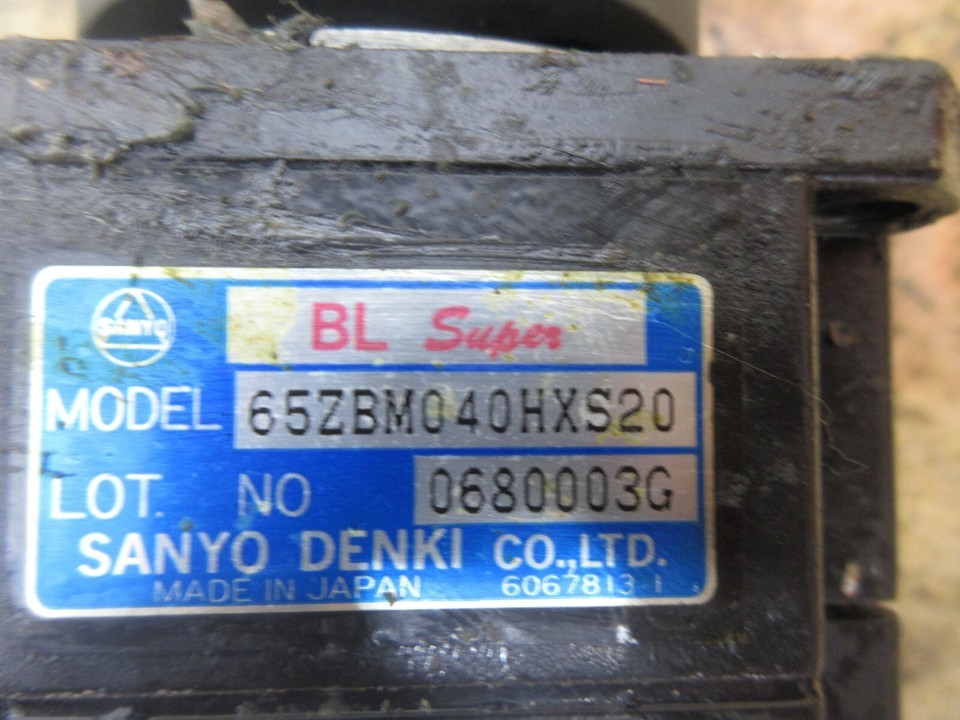 SANYO
BL Super
MODEL 65ZBM040HXS20
LOT. NO 0680003G
SANYO DENKI CO.,LTD.
MADE IN JAPAN 6067813-1